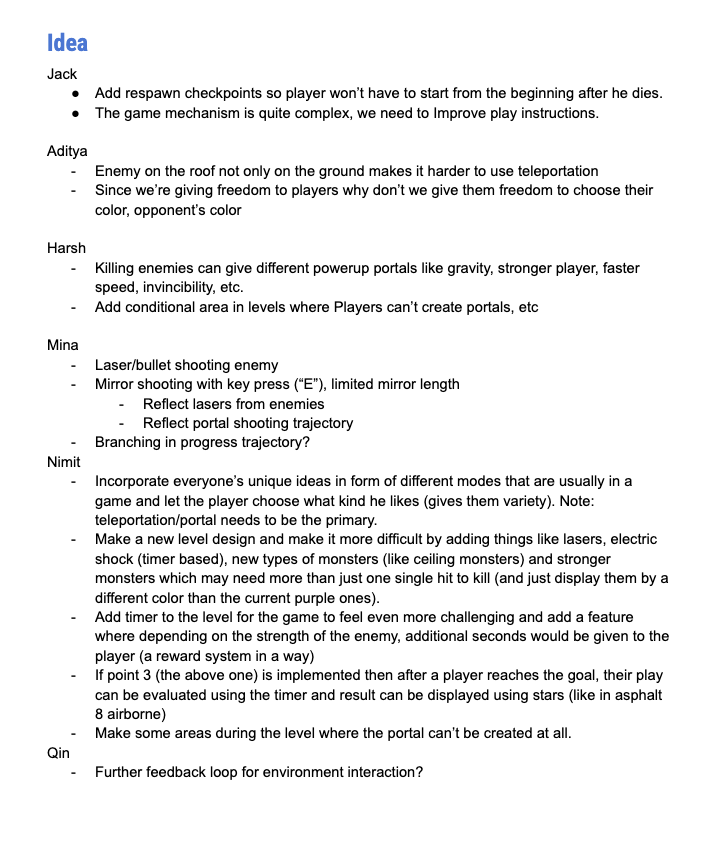 Idea
Jack
● Add respawn checkpoints so player won't have to start from the beginning after he dies.
● The game mechanism is quite complex, we need to Improve play instructions.
Aditya
- Enemy on the roof not only on the ground makes it harder to use teleportation
- Since we're giving freedom to players why don't we give them freedom to choose their
color, opponent's color
Harsh
- Killing enemies can give different powerup portals like gravity, stronger player, faster
speed, invincibility, etc.
- Add conditional area in levels where Players can't create portals, etc
Mina
- Laser/bullet shooting enemy
- Mirror shooting with key press ("E"), limited mirror length
- Reflect lasers from enemies
- Reflect portal shooting trajectory
- Branching in progress trajectory?
Nimit
- Incorporate everyone's unique ideas in form of different modes that are usually in a
game and let the player choose what kind he likes (gives them variety). Note:
teleportation/portal needs to be the primary.
- Make a new level design and make it more difficult by adding things like lasers, electric
shock (timer based), new types of monsters (like ceiling monsters) and stronger
monsters which may need more than just one single hit to kill (and just display them by a
different color than the current purple ones).
- Add timer to the level for the game to feel even more challenging and add a feature
where depending on the strength of the enemy, additional seconds would be given to the
player (a reward system in a way)
- If point 3 (the above one) is implemented then after a player reaches the goal, their play
can be evaluated using the timer and result can be displayed using stars (like in asphalt
8 airborne)
- Make some areas during the level where the portal can't be created at all.
Qin
- Further feedback loop for environment interaction?